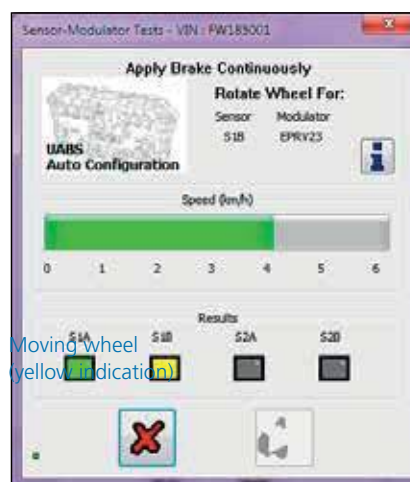 Sensor-Modulator Tests - VIN : FW183001
Apply Brake Continuously
Rotate Wheel For:
Sensor Modulator
S1B EPRV23
UABS
Auto Configuration
Speed (km/h)
0 1 2 3 4 5 6
Results
S1A S1B S2A S2B
Moving wheel
(yellow indication)